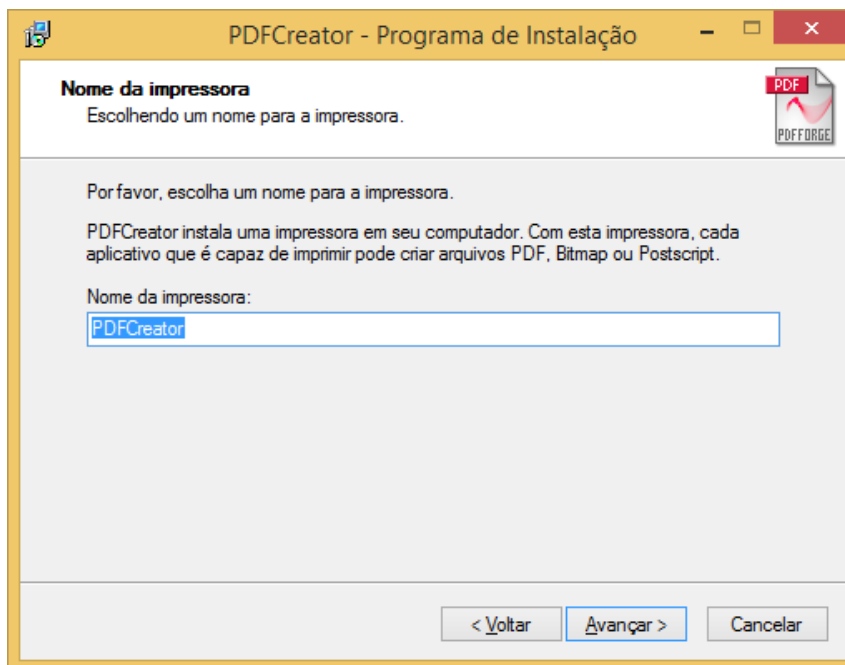 PDFCreator - Programa de Instalação
Nome da impressora
Escolhendo um nome para a impressora.
PDF
PDFFORGE
Por favor, escolha um nome para a impressora.
PDFCreator instala uma impressora em seu computador. Com esta impressora, cada
aplicativo que é capaz de imprimir pode criar arquivos PDF, Bitmap ou Postscript.
Nome da impressora:
PDFCreator
< Voltar
Avançar >
Cancelar